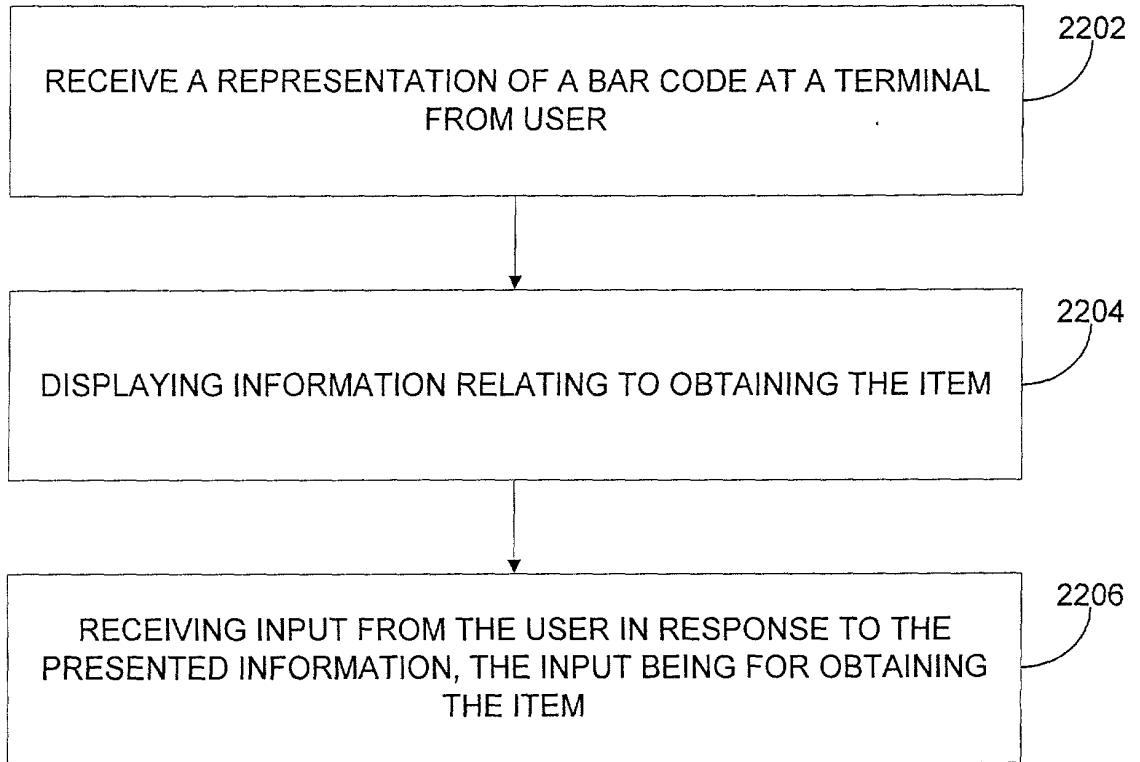 2202
RECEIVE A REPRESENTATION OF A BAR CODE AT A TERMINAL
FROM USER
2204
DISPLAYING INFORMATION RELATING TO OBTAINING THE ITEM
2206
RECEIVING INPUT FROM THE USER IN RESPONSE TO THE
PRESENTED INFORMATION, THE INPUT BEING FOR OBTAINING
THE ITEM